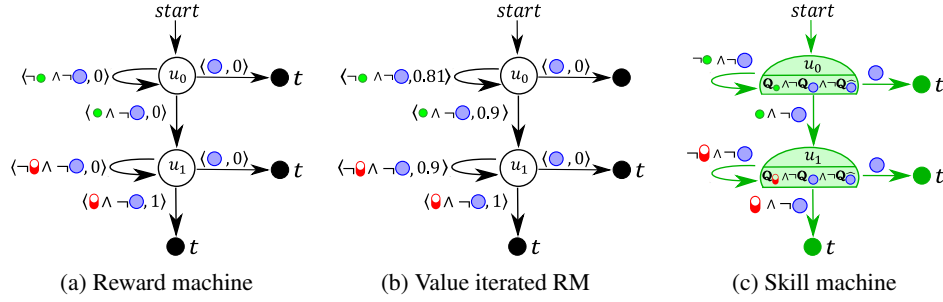 start start start
⟨¬ ∧ ¬ , 0⟩ u₀ ⟨ , 0⟩ t
⟨ ∧ ¬ , 0⟩
⟨¬ ∧ ¬ , 0⟩ u₁ ⟨ , 0⟩ t
⟨ ∧ ¬ , 1⟩
t
⟨¬ ∧ ¬ , 0.81⟩ u₀ ⟨ , 0⟩ t
⟨ ∧ ¬ , 0.9⟩
⟨¬ ∧ ¬ , 0.9⟩ u₁ ⟨ , 0⟩ t
⟨ ∧ ¬ , 1⟩
t
¬ ∧ ¬
u₀
Q ∧ ¬Q ∧ ¬Q
t
∧ ¬
¬ ∧ ¬
u₁
Q ∧ ¬Q ∧ ¬Q
t
∧ ¬
t
(a) Reward machine (b) Value iterated RM (c) Skill machine